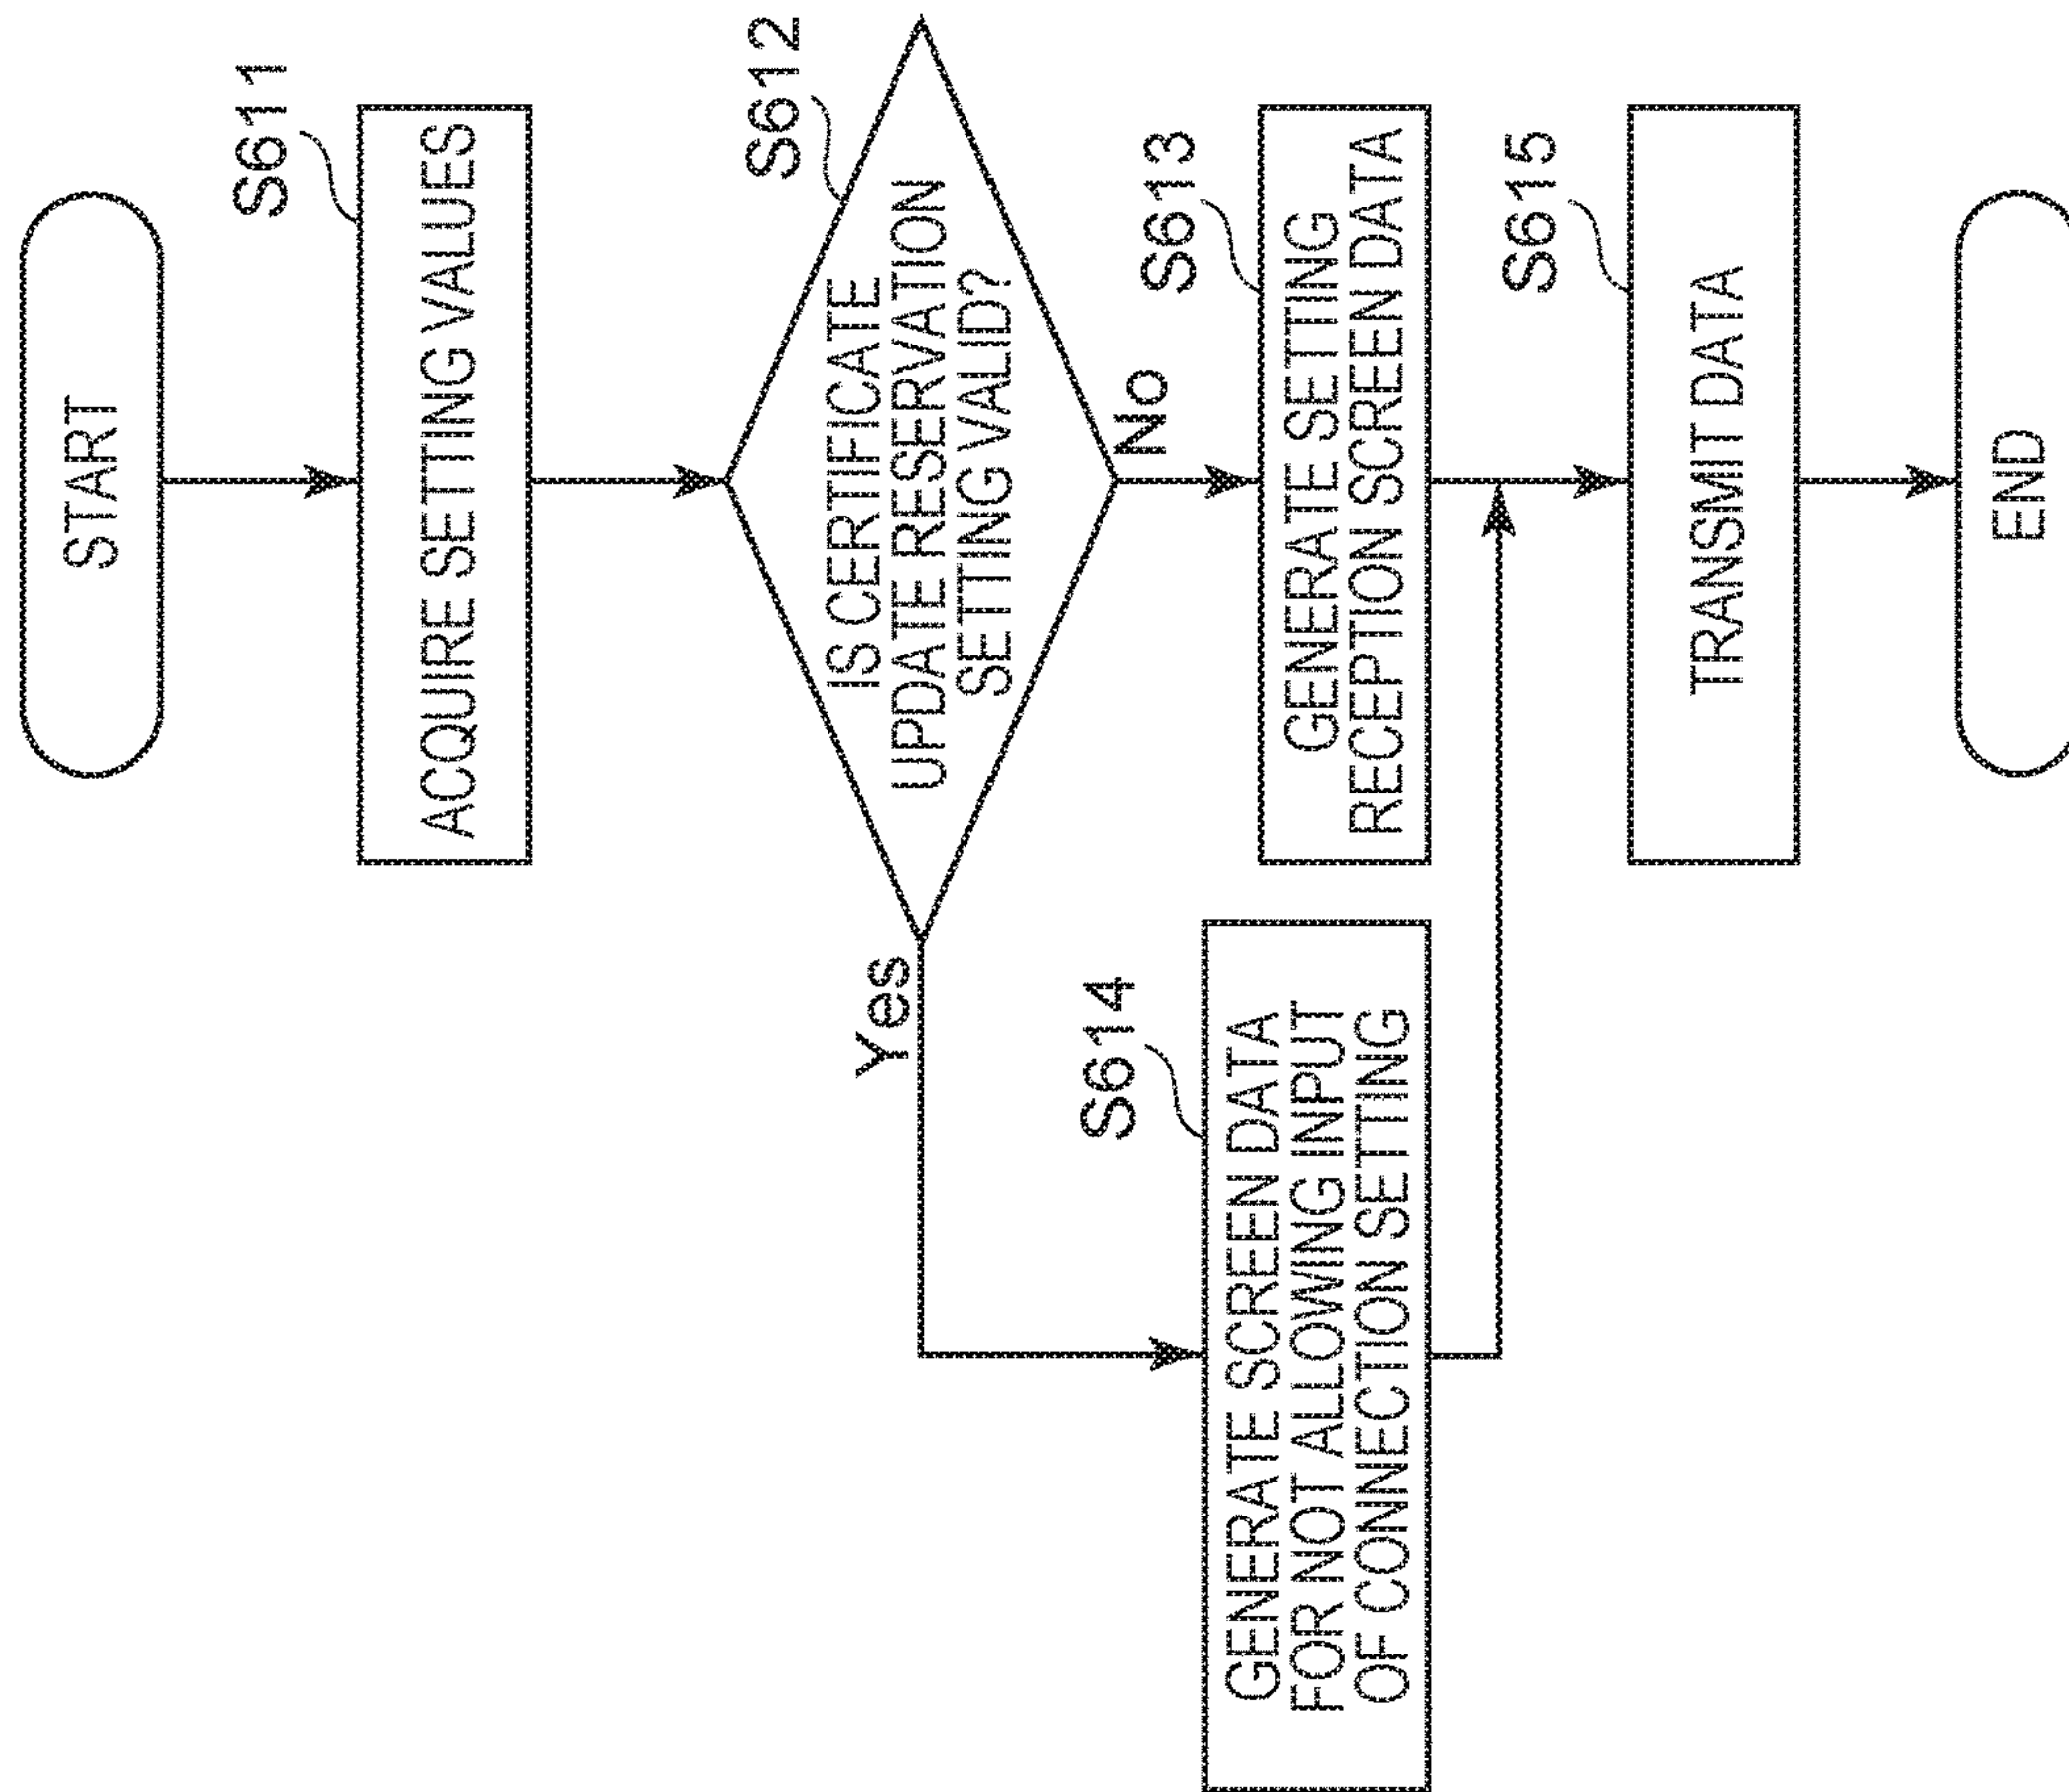 START
S611
ACQUIRE SETTING VALUES
S612
IS CERTIFICATE
UPDATE RESERVATION
SETTING VALID?
Yes
No
S614
GENERATE SCREEN DATA
FOR NOT ALLOWING INPUT
OF CONNECTION SETTING
S613
GENERATE SETTING
RECEPTION SCREEN DATA
S615
TRANSMIT DATA
END